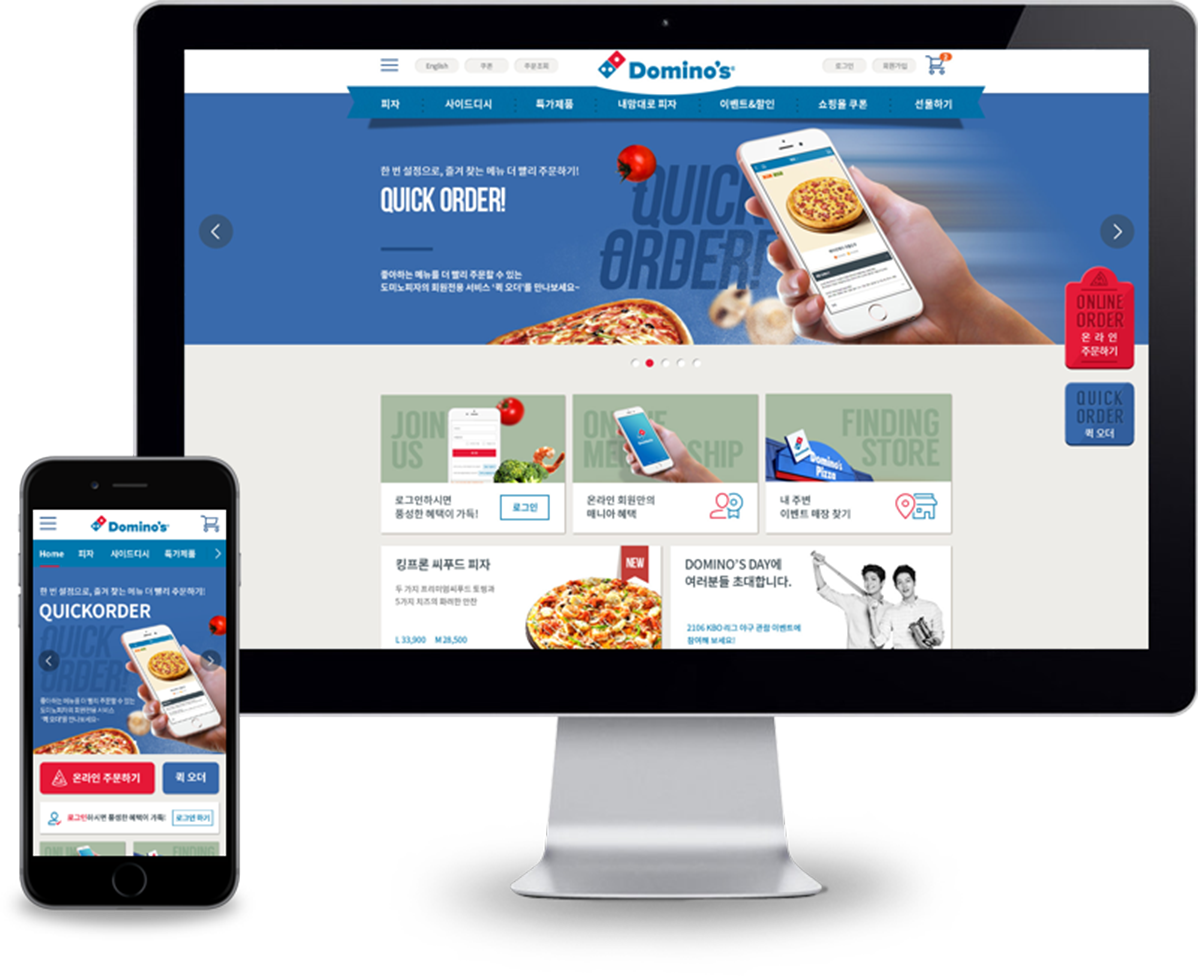 English
쿠폰
주문조회
Domino's
로그인
회원가입
피자
사이드디시
특가제품
내맘대로 피자
이벤트&할인
쇼핑몰 쿠폰
선물하기
한 번 설정으로, 즐겨 찾는 메뉴 더 빨리 주문하기!
QUICK ORDER!
좋아하는 메뉴를 더 빨리 주문할 수 있는
도미노피자의 회원전용 서비스 '퀵 오더'를 만나보세요~
QUICK
ORDER!
ONLINE
ORDER
온 라 인
주문하기
QUICK
ORDER
퀵 오더
JOIN
US
로그인하시면
풍성한 혜택이 가득!
로그인
온라인 회원만의
매니아 혜택
FINDING
STORE
Domino's
Pizza
내 주변
이벤트 매장 찾기
킹프론 씨푸드 피자
NEW
두 가지 프리미엄씨푸드 토핑과
5가지 치즈의 화려한 만찬
L 33,900 M 28,500
DOMINO'S DAY에
여러분들 초대합니다.
2106 KBO 리그 야구 관람 이벤트에
참여해 보세요!
Domino's
Home 피자 사이드디시 특가제품
한 번 설정으로, 즐겨 찾는 메뉴 더 빨리 주문하기!
QUICKORDER
QUICK
ORDER!
좋아하는 메뉴를 더 빨리 주문할 수 있는
도미노피자의 회원전용 서비스
'퀵 오더'를 만나보세요~
온라인 주문하기
퀵 오더
로그인하시면 풍성한 혜택이 가득!
로그인 하기
ONLINE
FINDING